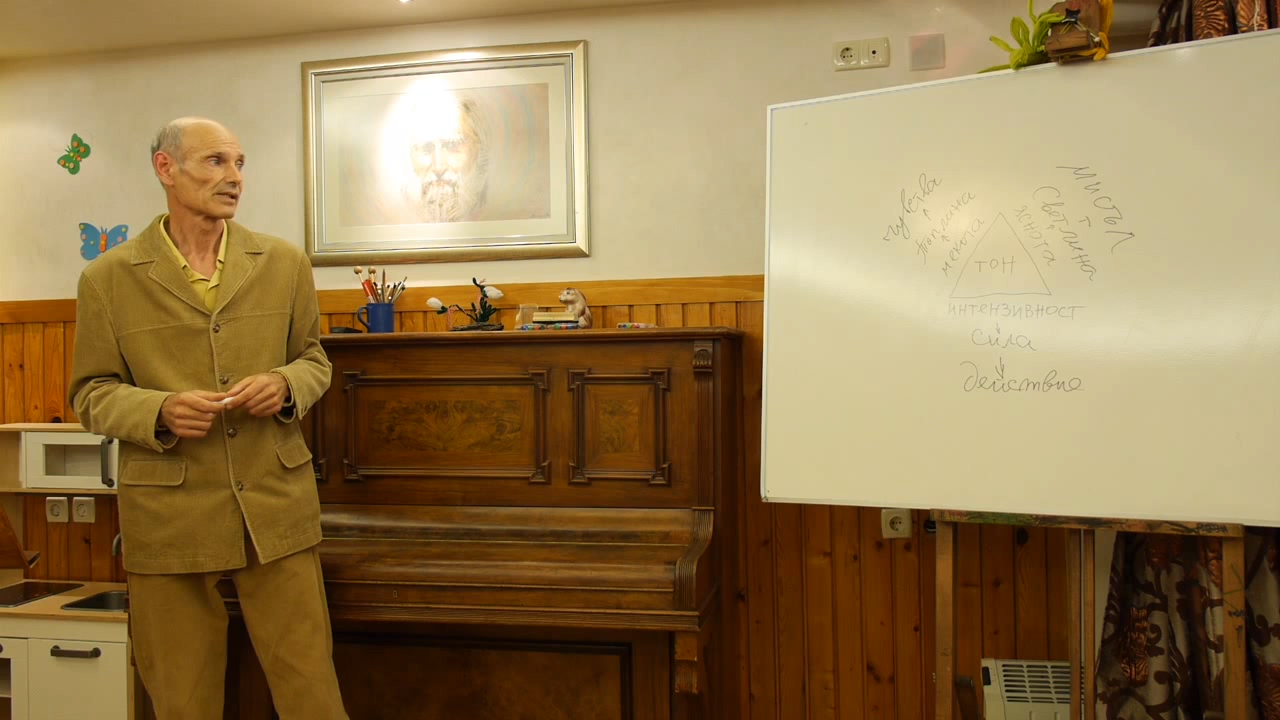 чувства
топлина
мекота
мисъл
светлина
яснота
тон
интензивност
сила
действие